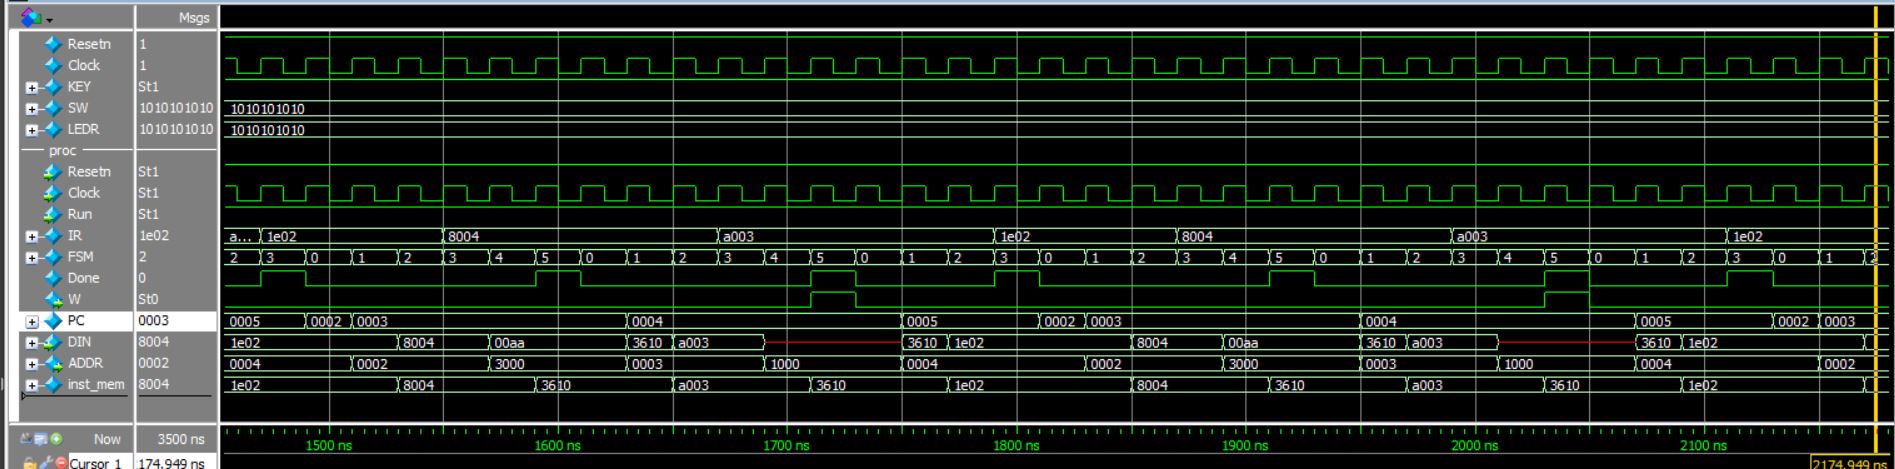 Msgs
Resetn 1
Clock 1
KEY St1
SW 1010101010 1010101010
LEDR 1010101010 1010101010
proc
Resetn St1
Clock St1
Run St1
IR 1e02 a... 1e02 8004 a003 1e02 8004 a003 1e02
FSM 2 2 3 0 1 2 3 4 5 0 1 2 3 4 5 0 1 2 3 0 1 2 3 4 5 0 1 2 3 4 5 0 1 2 3 0 1 2
Done 0
W St0
PC 0003 0005 0002 0003 0004 0005 0002 0003 0004 0005 0002 0003
DIN 8004 1e02 8004 00aa 3610 a003 3610 1e02 8004 00aa 3610 a003 3610 1e02
ADDR 0002 0004 0002 3000 0003 1000 0004 0002 3000 0003 1000 0004 0002
inst_mem 8004 1e02 8004 3610 a003 3610 1e02 8004 3610 a003 3610 1e02
Now 3500 ns 1500 ns 1600 ns 1700 ns 1800 ns 1900 ns 2000 ns 2100 ns
Cursor 1 174.949 ns 2174.949 ns